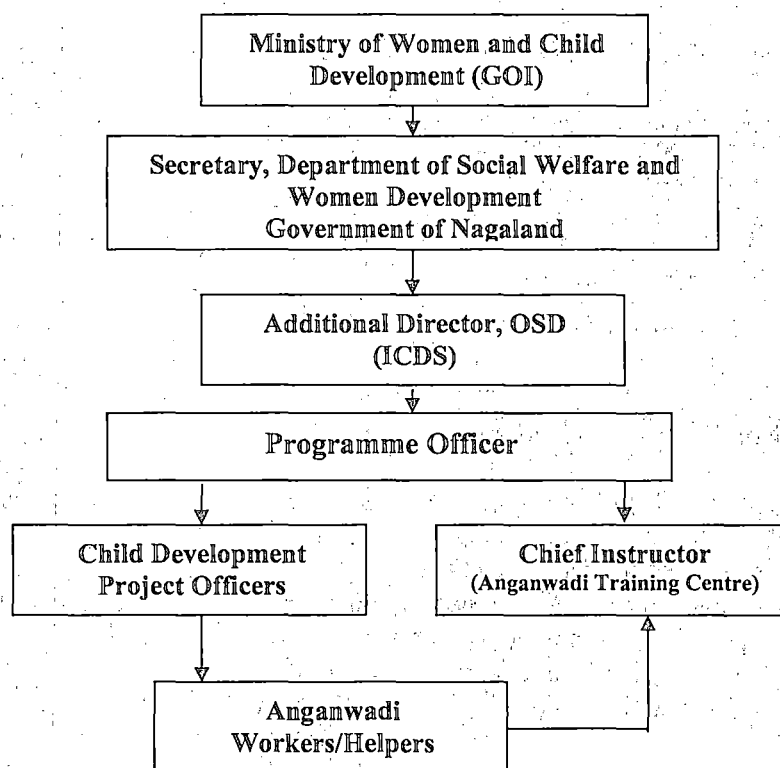 Ministry of Women and Child
Development (GOI)
Secretary, Department of Social Welfare and
Women Development
Government of Nagaland
Additional Director, OSD
(ICDS)
Programme Officer
Child Development
Project Officers
Chief Instructor
(Anganwadi Training Centre)
Anganwadi
Workers/Helpers